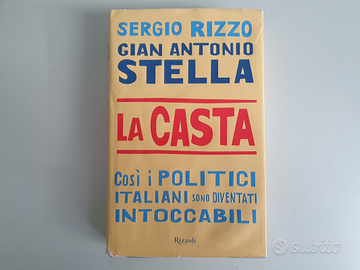 SERGIO RIZZO
GIAN ANTONIO
STELLA
LA CASTA
COSÌ i POLITICI
ITALIANI SONO DIVENTATI
INTOCCABILI
Rizzoli
subito